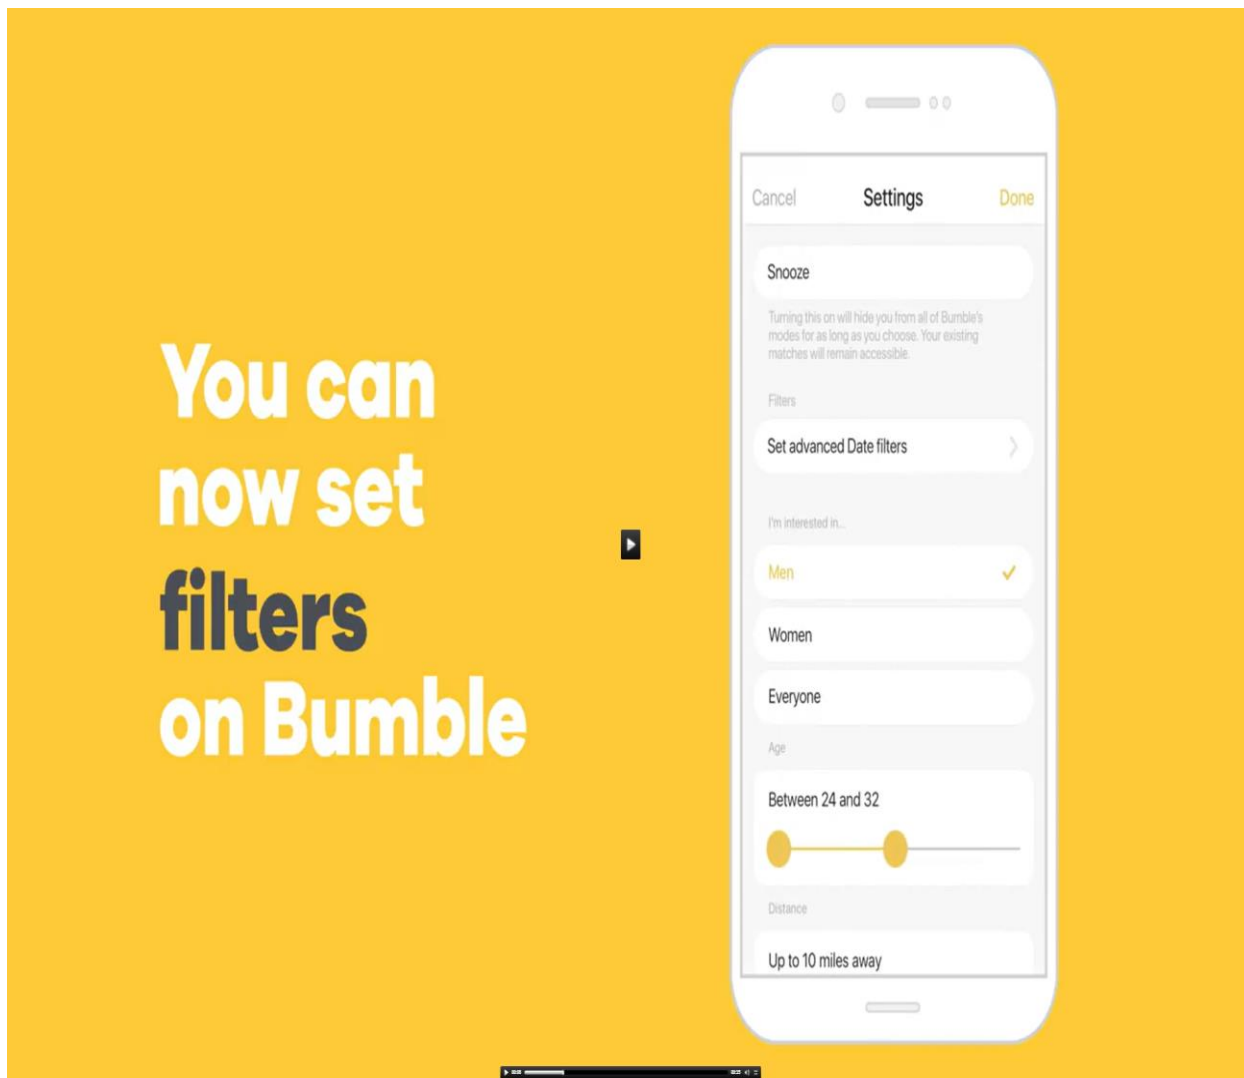 You can
now set
filters
on Bumble
Cancel
Settings
Done
Snooze
Turning this on will hide you from all of Bumble's
modes for as long as you choose. Your existing
matches will remain accessible.
Filters
Set advanced Date filters
I'm interested in...
Men
Women
Everyone
Age
Between 24 and 32
Distance
Up to 10 miles away